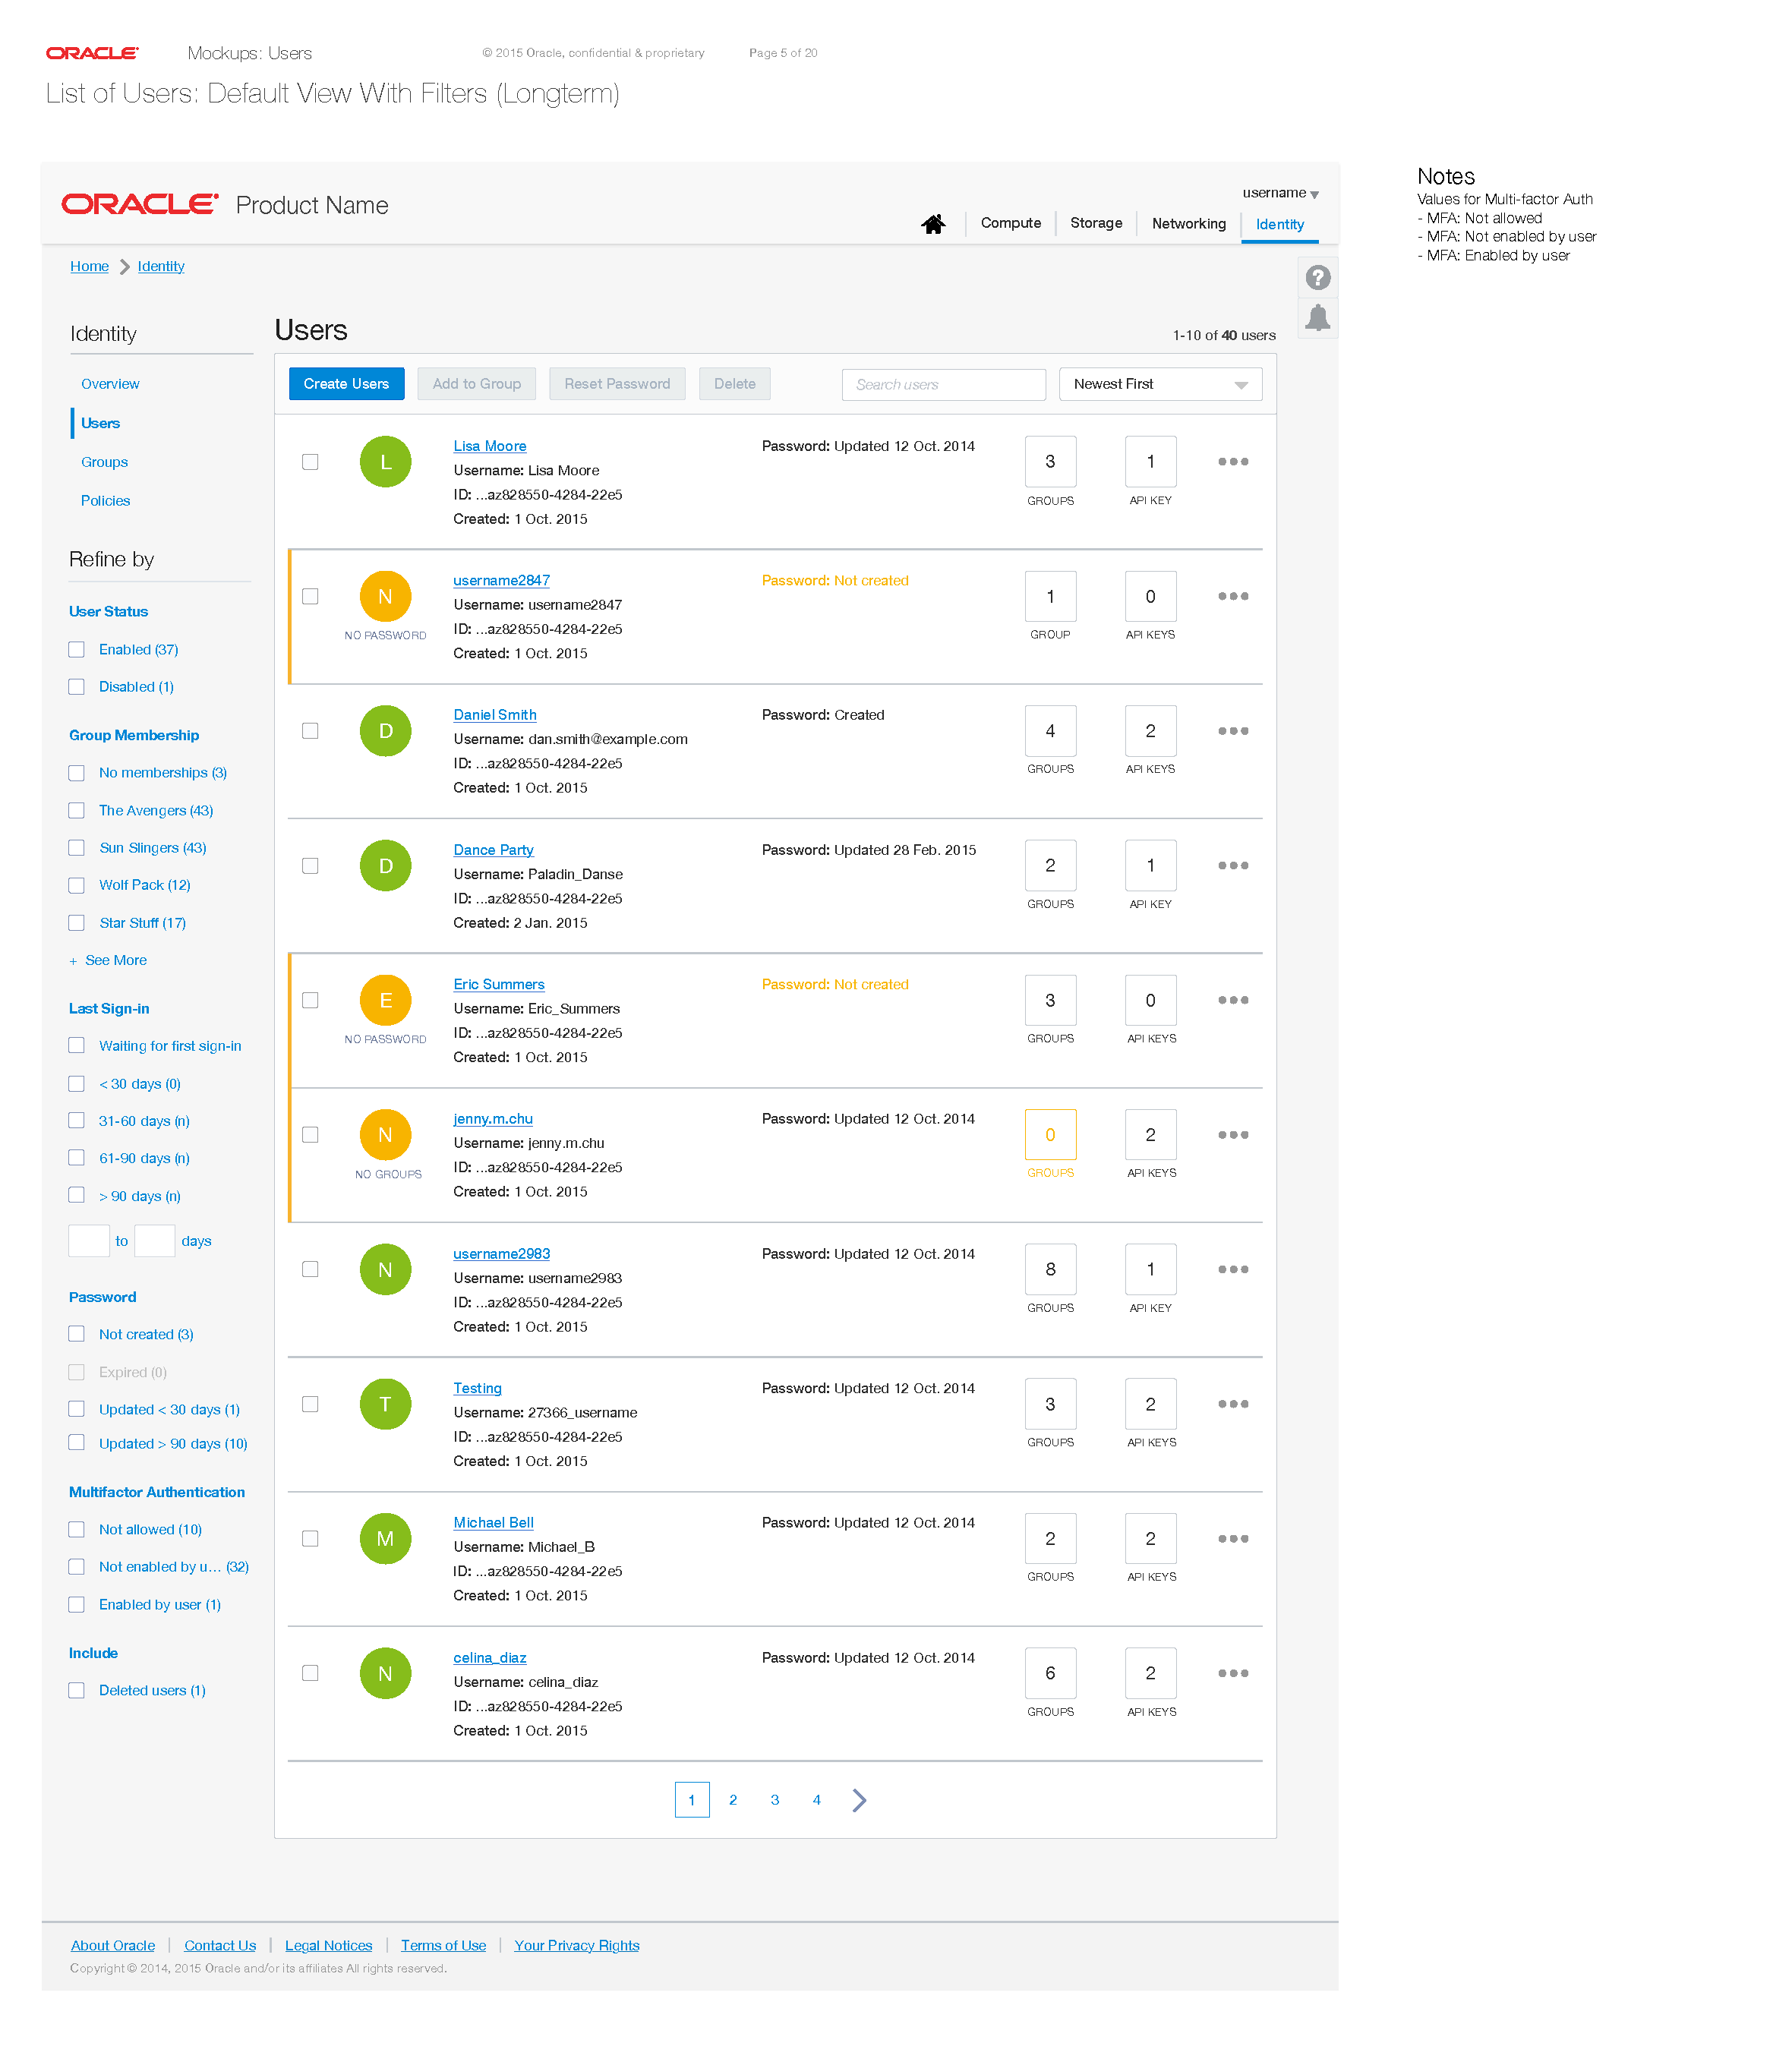 ORACLE Mockups: Users © 2015 Oracle, confidential & proprietary Page 5 of 20
List of Users: Default View With Filters (Longterm)
ORACLE Product Name
username
Compute Storage Networking Identity
Home Identity
Notes
Values for Multi-factor Auth
- MFA: Not allowed
- MFA: Not enabled by user
- MFA: Enabled by user
Identity
Overview
Users
Groups
Policies
Refine by
User Status
Enabled (37)
Disabled (1)
Group Membership
No memberships (3)
The Avengers (43)
Sun Slingers (43)
Wolf Pack (12)
Star Stuff (17)
+ See More
Last Sign-in
Waiting for first sign-in
< 30 days (0)
31-60 days (n)
61-90 days (n)
> 90 days (n)
to days
Password
Not created (3)
Expired (0)
Updated < 30 days (1)
Updated > 90 days (10)
Multifactor Authentication
Not allowed (10)
Not enabled by u... (32)
Enabled by user (1)
Include
Deleted users (1)
Users
1-10 of 40 users
Create Users Add to Group Reset Password Delete Search users Newest First
L Lisa Moore Password: Updated 12 Oct. 2014 3 1
Username: Lisa Moore
ID: ...az828550-4284-22e5 GROUPS API KEY
Created: 1 Oct. 2015
N username2847 Password: Not created 1 0
Username: username2847
NO PASSWORD ID: ...az828550-4284-22e5 GROUP API KEYS
Created: 1 Oct. 2015
D Daniel Smith Password: Created 4 2
Username: dan.smith@example.com
ID: ...az828550-4284-22e5 GROUPS API KEYS
Created: 1 Oct. 2015
D Dance Party Password: Updated 28 Feb. 2015 2 1
Username: Paladin_Danse
ID: ...az828550-4284-22e5 GROUPS API KEY
Created: 2 Jan. 2015
E Eric Summers Password: Not created 3 0
Username: Eric_Summers
NO PASSWORD ID: ...az828550-4284-22e5 GROUPS API KEYS
Created: 1 Oct. 2015
N jenny.m.chu Password: Updated 12 Oct. 2014 0 2
Username: jenny.m.chu
NO GROUPS ID: ...az828550-4284-22e5 GROUPS API KEYS
Created: 1 Oct. 2015
N username2983 Password: Updated 12 Oct. 2014 8 1
Username: username2983
ID: ...az828550-4284-22e5 GROUPS API KEY
Created: 1 Oct. 2015
T Testing Password: Updated 12 Oct. 2014 3 2
Username: 27366_username
ID: ...az828550-4284-22e5 GROUPS API KEYS
Created: 1 Oct. 2015
M Michael Bell Password: Updated 12 Oct. 2014 2 2
Username: Michael_B
ID: ...az828550-4284-22e5 GROUPS API KEYS
Created: 1 Oct. 2015
N celina_diaz Password: Updated 12 Oct. 2014 6 2
Username: celina_diaz
ID: ...az828550-4284-22e5 GROUPS API KEYS
Created: 1 Oct. 2015
1 2 3 4
About Oracle | Contact Us | Legal Notices | Terms of Use | Your Privacy Rights
Copyright © 2014, 2015 Oracle and/or its affiliates All rights reserved.